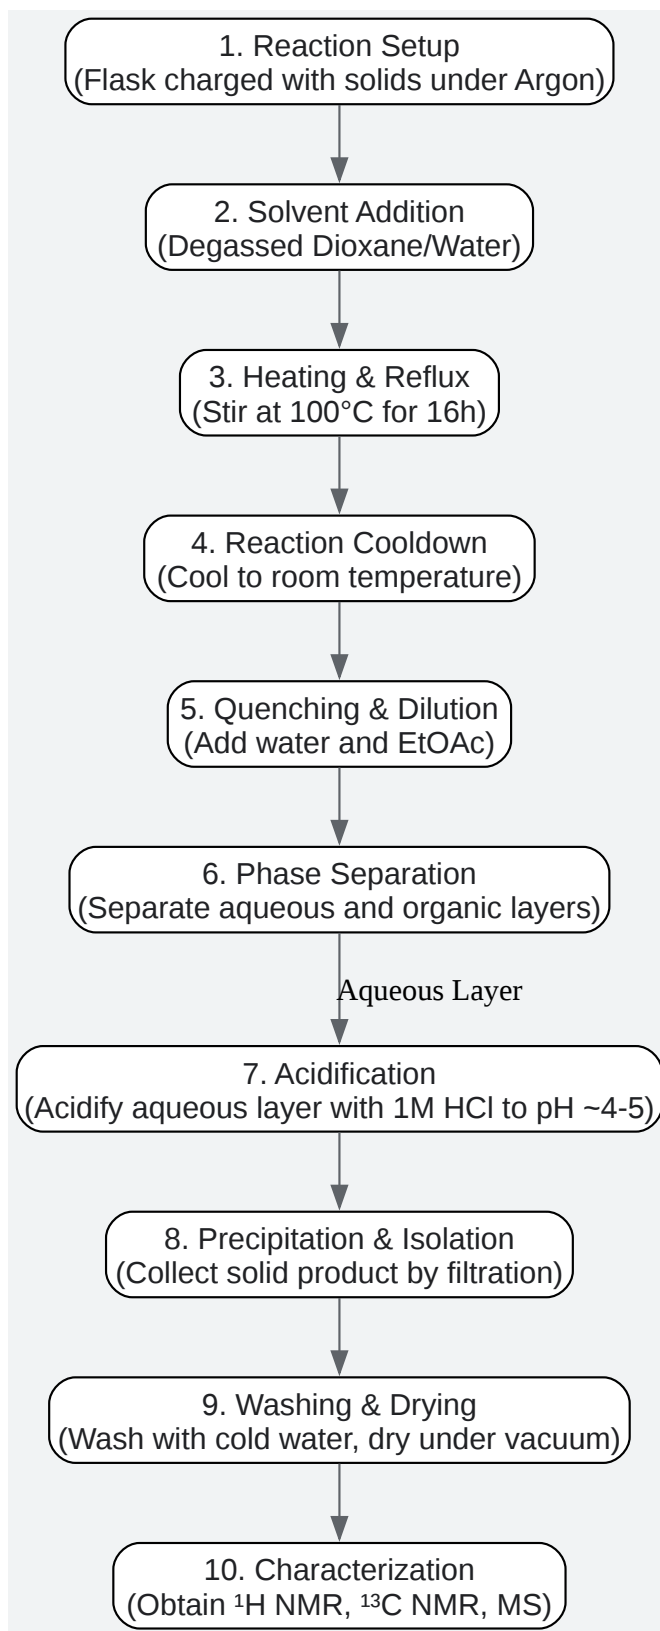 1. Reaction Setup
(Flask charged with solids under Argon)
2. Solvent Addition
(Degassed Dioxane/Water)
3. Heating & Reflux
(Stir at 100°C for 16h)
4. Reaction Cooldown
(Cool to room temperature)
5. Quenching & Dilution
(Add water and EtOAc)
6. Phase Separation
(Separate aqueous and organic layers)
Aqueous Layer
7. Acidification
(Acidify aqueous layer with 1M HCl to pH ~4-5)
8. Precipitation & Isolation
(Collect solid product by filtration)
9. Washing & Drying
(Wash with cold water, dry under vacuum)
10. Characterization
(Obtain ¹H NMR, ¹³C NMR, MS)